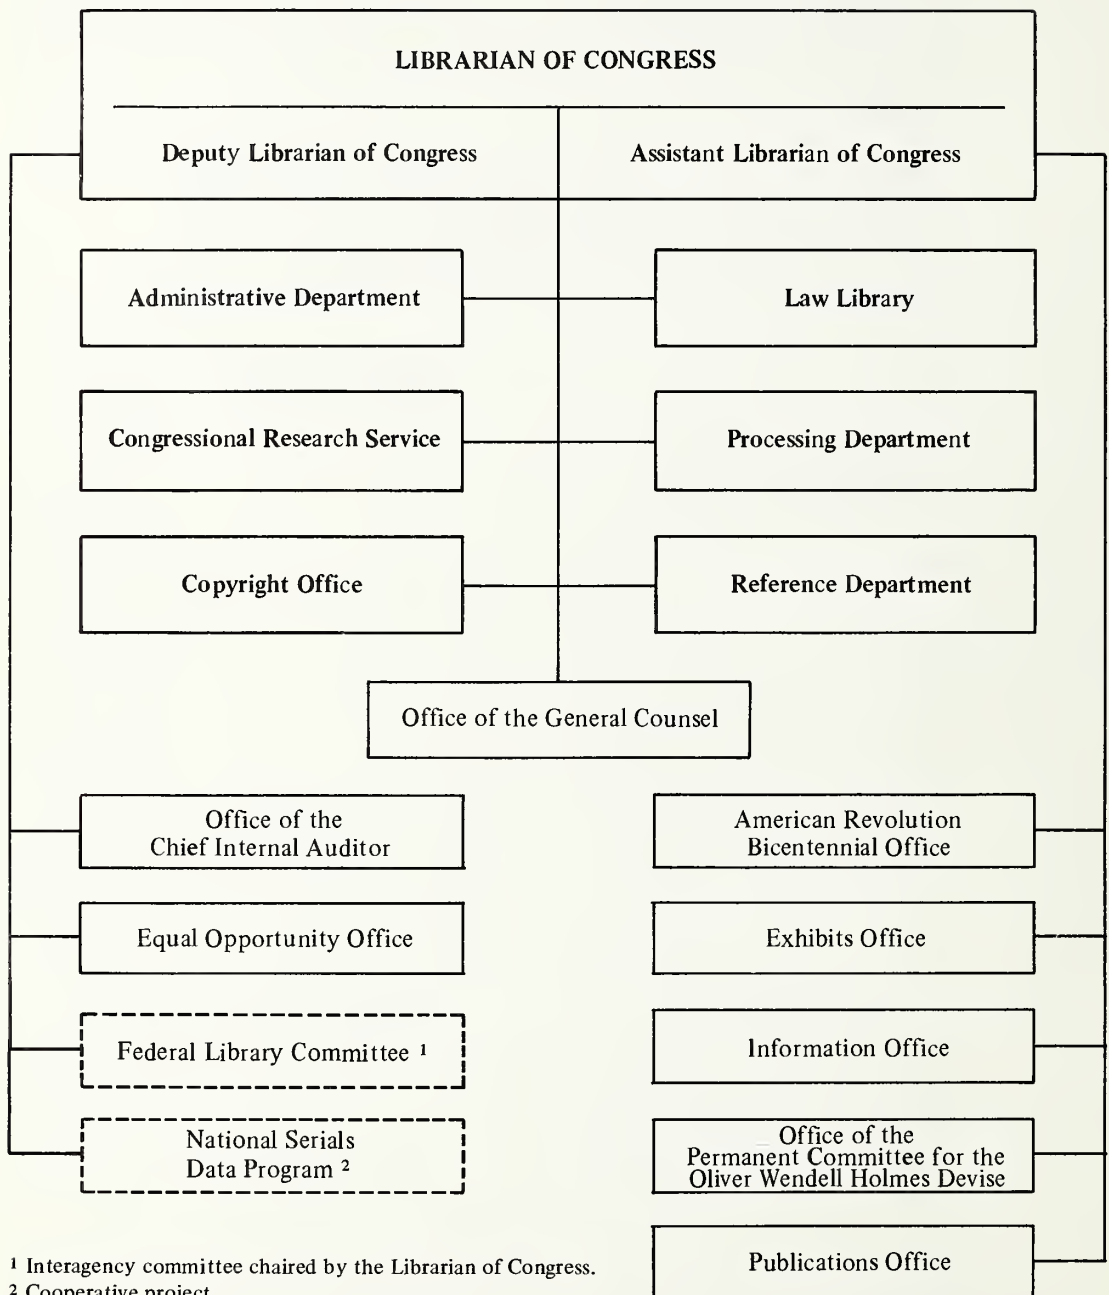 LIBRARIAN OF CONGRESS
Deputy Librarian of Congress
Assistant Librarian of Congress
Administrative Department
Law Library
Congressional Research Service
Processing Department
Copyright Office
Reference Department
Office of the General Counsel
Office of the
Chief Internal Auditor
American Revolution
Bicentennial Office
Equal Opportunity Office
Exhibits Office
Federal Library Committee ¹
Information Office
National Serials
Data Program ²
Office of the
Permanent Committee for the
Oliver Wendell Holmes Devise
Publications Office
¹ Interagency committee chaired by the Librarian of Congress.
² Cooperative project